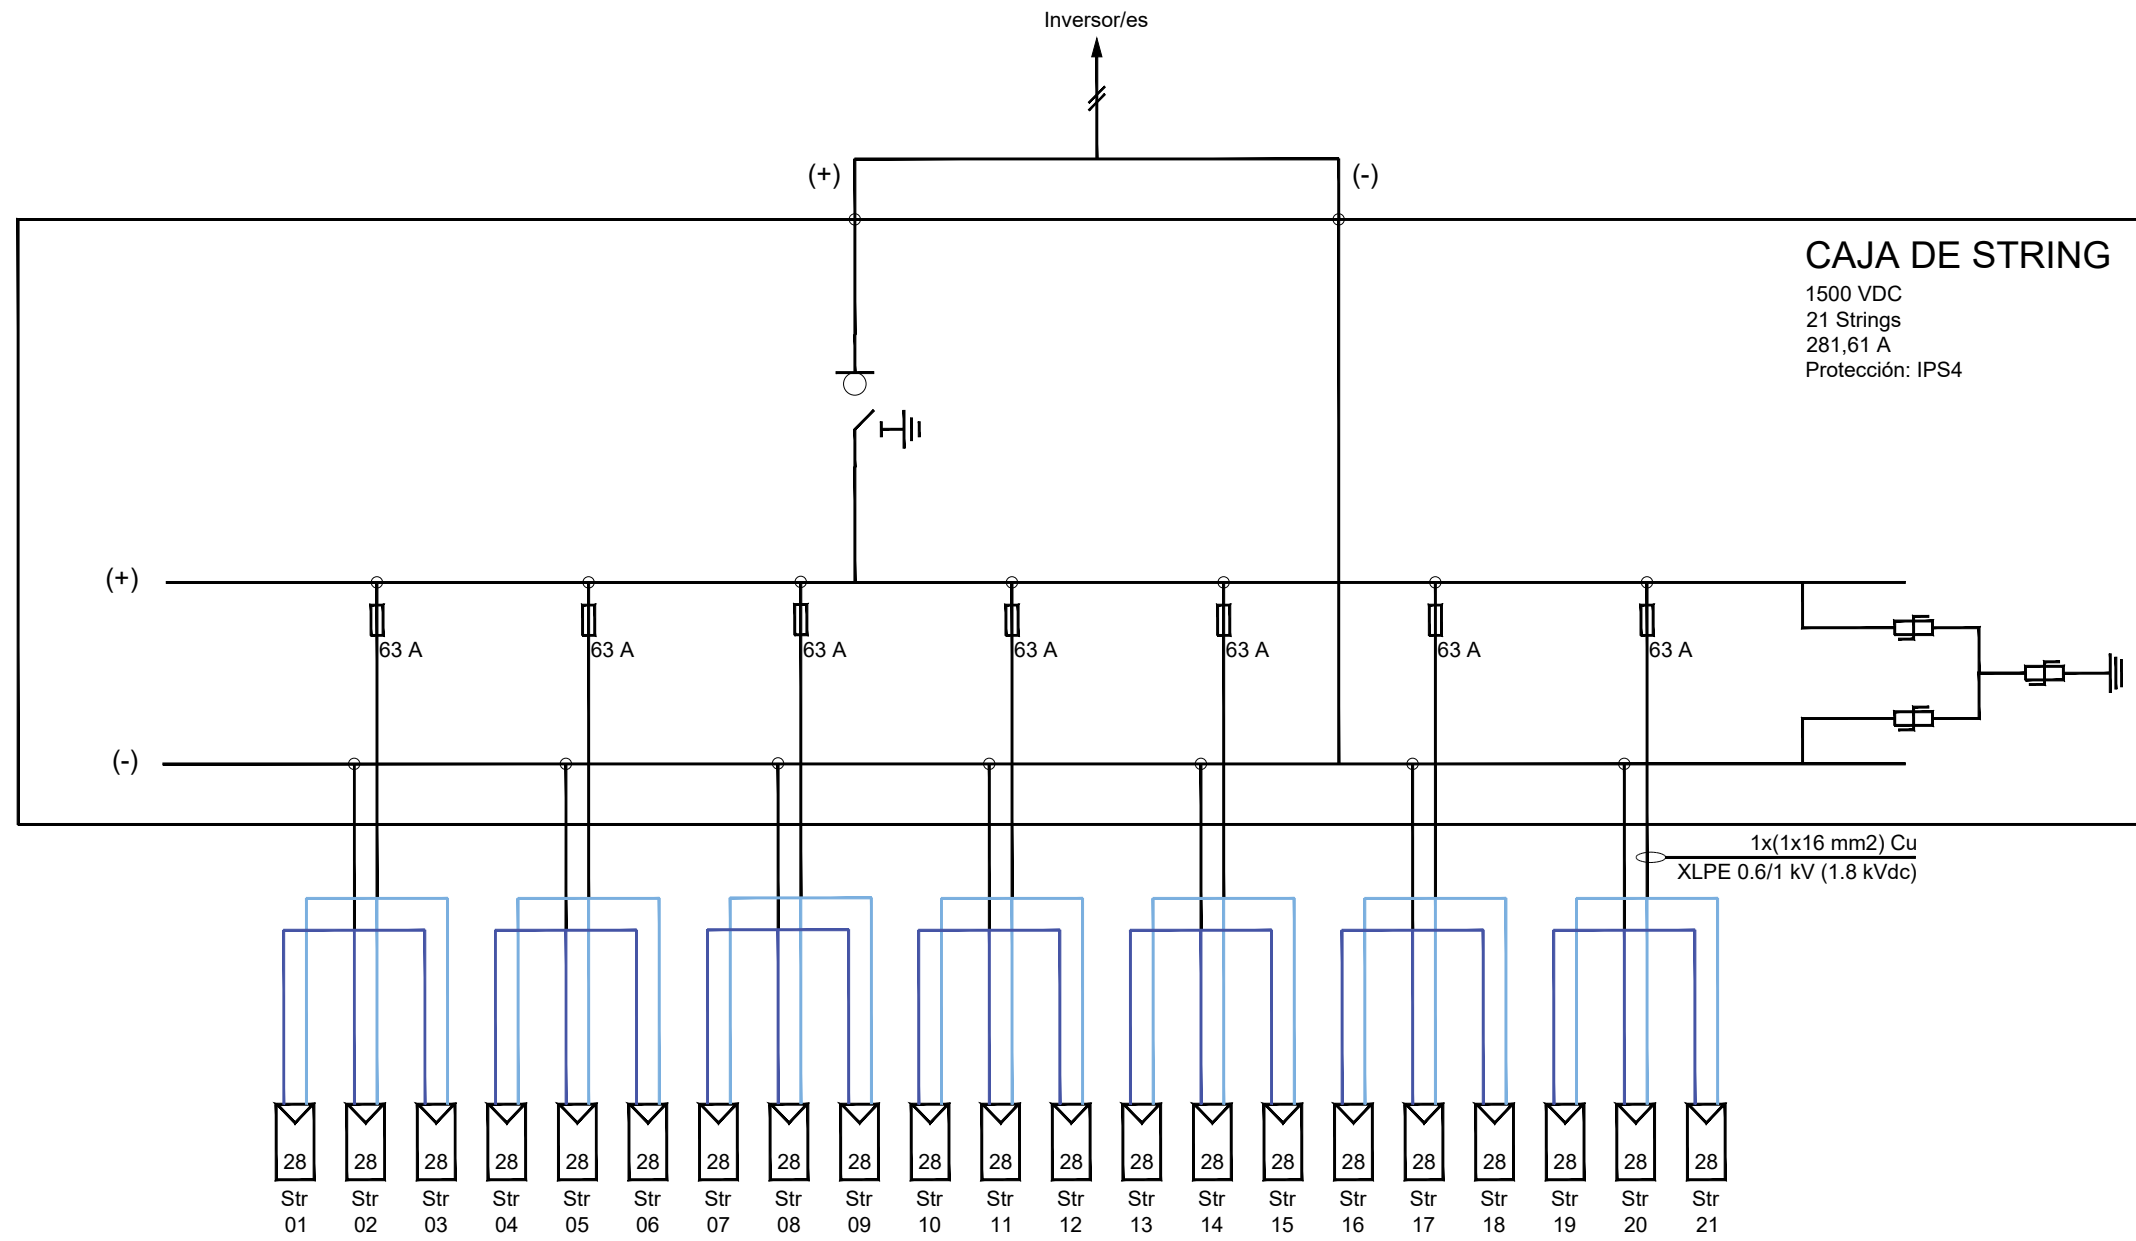 Inversor/es
(+)
(-)
CAJA DE STRING
1500 VDC
21 Strings
281,61 A
Protección: IPS4
(+)
63 A
63 A
63 A
63 A
63 A
63 A
63 A
(-)
1x(1x16 mm2) Cu
XLPE 0.6/1 kV (1.8 kVdc)
28 28 28 28 28 28 28 28 28 28 28 28 28 28 28 28 28 28 28 28 28
Str Str Str Str Str Str Str Str Str Str Str Str Str Str Str Str Str Str Str Str Str
01 02 03 04 05 06 07 08 09 10 11 12 13 14 15 16 17 18 19 20 21